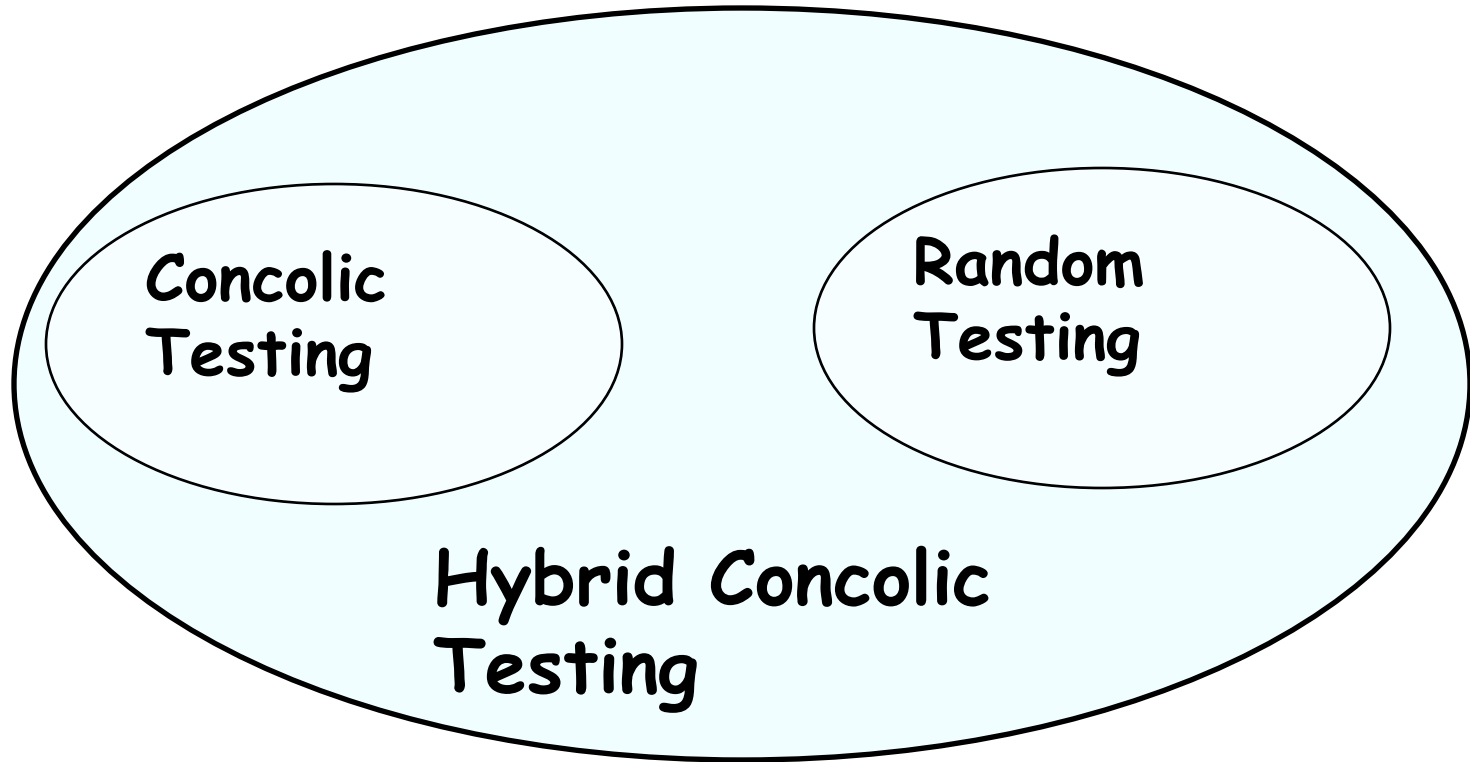 Concolic
Testing
Random
Testing
Hybrid Concolic
Testing